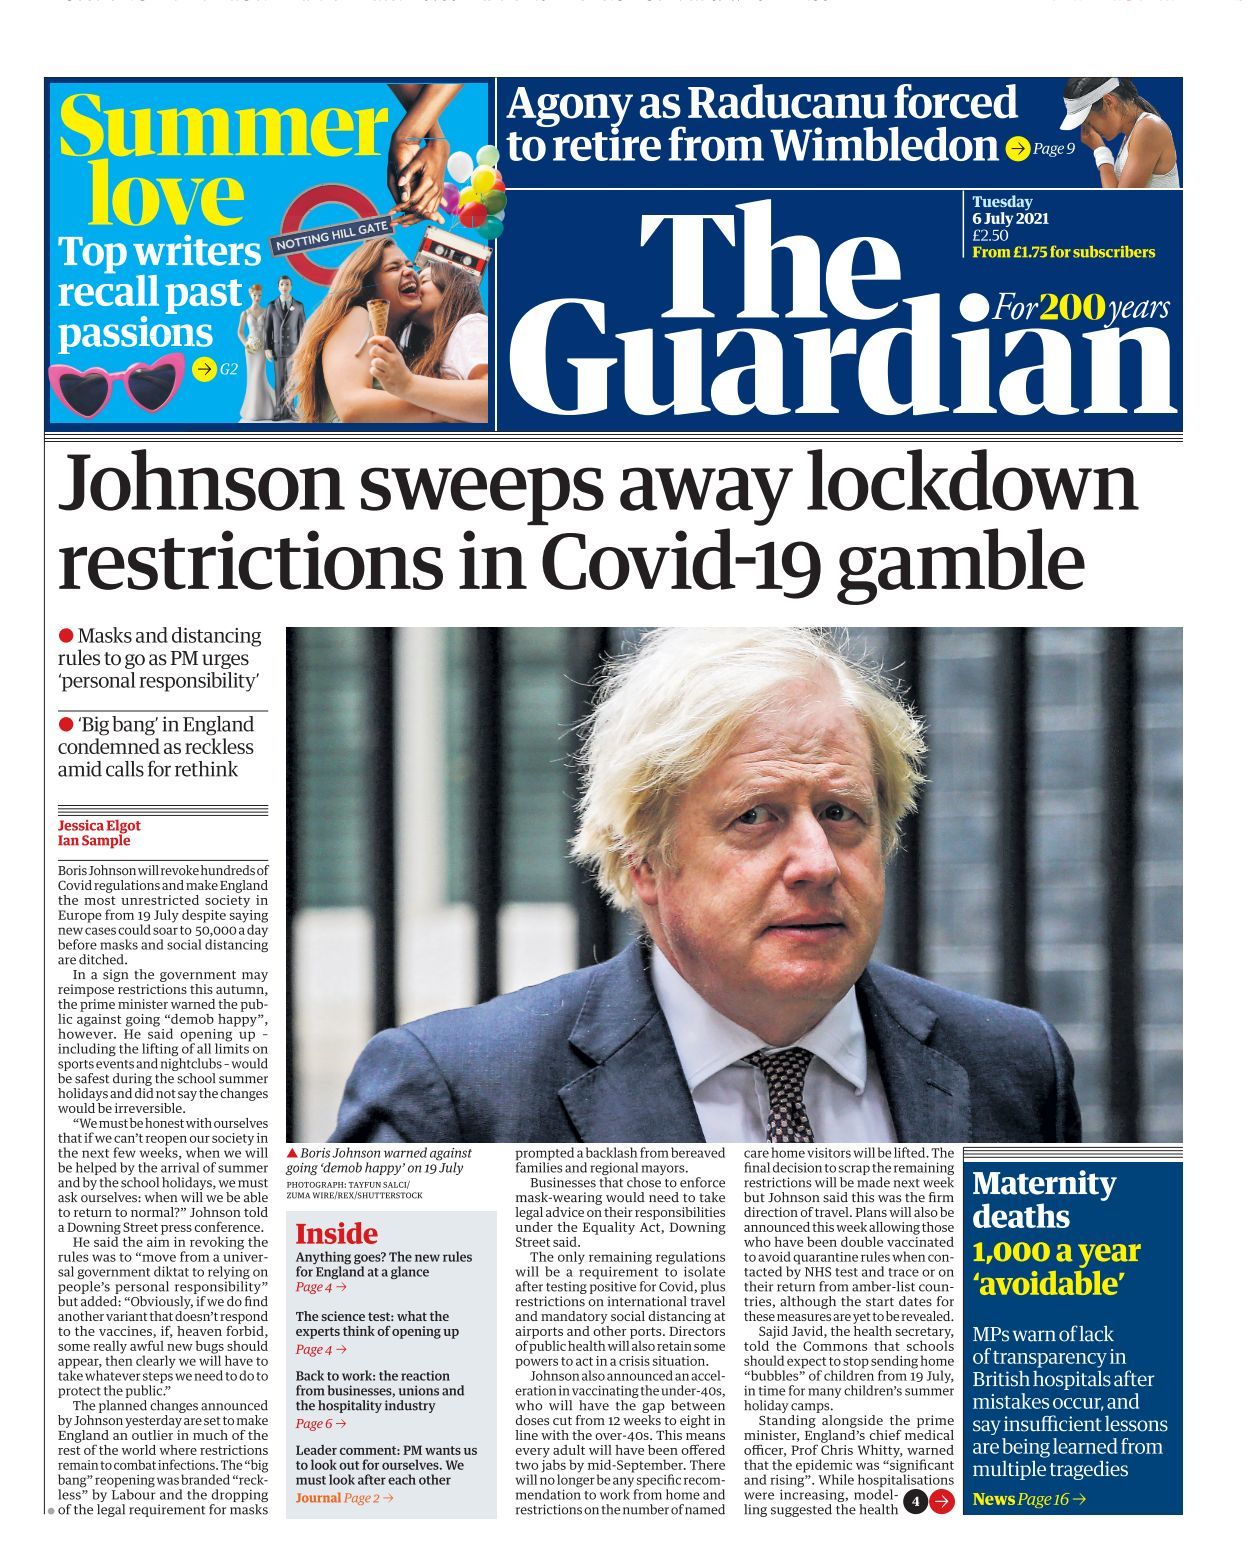 Summer
love
Top writers
recall past
passions
G2
NOTTING HILL GATE
Agony as Raducanu forced
to retire from Wimbledon Page 9
Tuesday
6 July 2021
£2.50
From £1.75 for subscribers
The
Guardian
For 200 years
Johnson sweeps away lockdown
restrictions in Covid-19 gamble
● Masks and distancing
rules to go as PM urges
‘personal responsibility’
● ‘Big bang’ in England
condemned as reckless
amid calls for rethink
Jessica Elgot
Ian Sample
Boris Johnson will revoke hundreds of
Covid regulations and make England
the most unrestricted society in
Europe from 19 July despite saying
new cases could soar to 50,000 a day
before masks and social distancing
are ditched.
In a sign the government may
reimpose restrictions this autumn,
the prime minister warned the pub-
lic against going “demob happy”,
however. He said opening up –
including the lifting of all limits on
sports events and nightclubs – would
be safest during the school summer
holidays and did not say the changes
would be irreversible.
“We must be honest with ourselves
that if we can’t reopen our society in
the next few weeks, when we will
be helped by the arrival of summer
and by the school holidays, we must
ask ourselves: when will we be able
to return to normal?” Johnson told
a Downing Street press conference.
He said the aim in revoking the
rules was to “move from a univer-
sal government diktat to relying on
people’s personal responsibility”
but added: “Obviously, if we do find
another variant that doesn’t respond
to the vaccines, if, heaven forbid,
some really awful new bugs should
appear, then clearly we will have to
take whatever steps we need to do to
protect the public.”
The planned changes announced
by Johnson yesterday are set to make
England an outlier in much of the
rest of the world where restrictions
remain to combat infections. The “big
bang” reopening was branded “reck-
less” by Labour and the dropping
of the legal requirement for masks
▲ Boris Johnson warned against
going ‘demob happy’ on 19 July
PHOTOGRAPH: TAYFUN SALCI/
ZUMA WIRE/REX/SHUTTERSTOCK
Inside
Anything goes? The new rules
for England at a glance
Page 4 →
The science test: what the
experts think of opening up
Page 4 →
Back to work: the reaction
from businesses, unions and
the hospitality industry
Page 6 →
Leader comment: PM wants us
to look out for ourselves. We
must look after each other
Journal Page 2 →
prompted a backlash from bereaved
families and regional mayors.
Businesses that chose to enforce
mask-wearing would need to take
legal advice on their responsibilities
under the Equality Act, Downing
Street said.
The only remaining regulations
will be a requirement to isolate
after testing positive for Covid, plus
restrictions on international travel
and mandatory social distancing at
airports and other ports. Directors
of public health will also retain some
powers to act in a crisis situation.
Johnson also announced an accel-
eration in vaccinating the under-40s,
who will have the gap between
doses cut from 12 weeks to eight in
line with the over-40s. This means
every adult will have been offered
two jabs by mid-September. There
will no longer be any specific recom-
mendation to work from home and
restrictions on the number of named
care home visitors will be lifted. The
final decision to scrap the remaining
restrictions will be made next week
but Johnson said this was the firm
direction of travel. Plans will also be
announced this week allowing those
who have been double vaccinated
to avoid quarantine rules when con-
tacted by NHS test and trace or on
their return from amber-list coun-
tries, although the start dates for
these measures are yet to be revealed.
Sajid Javid, the health secretary,
told the Commons that schools
should expect to stop sending home
“bubbles” of children from 19 July,
in time for many children’s summer
holiday camps.
Standing alongside the prime
minister, England’s chief medical
officer, Prof Chris Whitty, warned
that the epidemic was “significant
and rising”. While hospitalisations
were increasing, model-
ling suggested the health
4 →
Maternity
deaths
1,000 a year
‘avoidable’
MPs warn of lack
of transparency in
British hospitals after
mistakes occur, and
say insufficient lessons
are being learned from
multiple tragedies
News Page 16 →